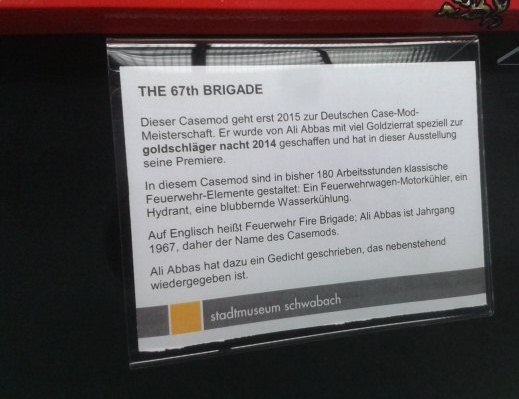 THE 67th BRIGADE
Dieser Casemod geht erst 2015 zur Deutschen Case-Mod-
Meisterschaft. Er wurde von Ali Abbas mit viel Goldzierrat speziell zur
goldschläger nacht 2014 geschaffen und hat in dieser Ausstellung
seine Premiere.
In diesem Casemod sind in bisher 180 Arbeitsstunden klassische
Feuerwehr-Elemente gestaltet: Ein Feuerwehrwagen-Motorkühler, ein
Hydrant, eine blubbernde Wasserkühlung.
Auf Englisch heißt Feuerwehr Fire Brigade; Ali Abbas ist Jahrgang
1967, daher der Name des Casemods.
Ali Abbas hat dazu ein Gedicht geschrieben, das nebenstehend
wiedergegeben ist.
stadtmuseum schwabach